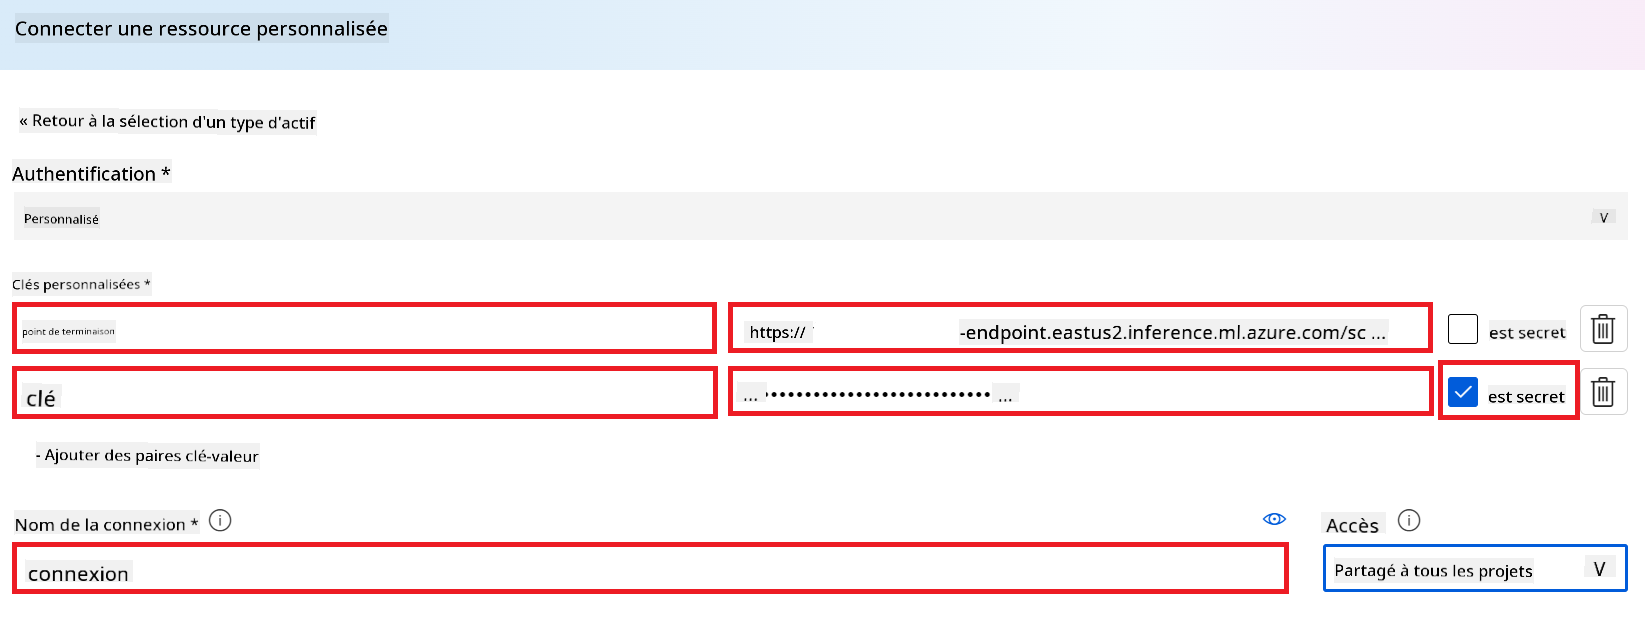 Connecter une ressource personnalisée
« Retour à la sélection d'un type d'actif
Authentification *
Personnalisé V
Clés personnalisées *
point de terminaison https:// -endpoint.eastus2.inference.ml.azure.com/sc ... est secret
clé ...••••••••••••••••••••••••••••... est secret
- Ajouter des paires clé-valeur
Nom de la connexion * Accès
connexion Partagé à tous les projets V